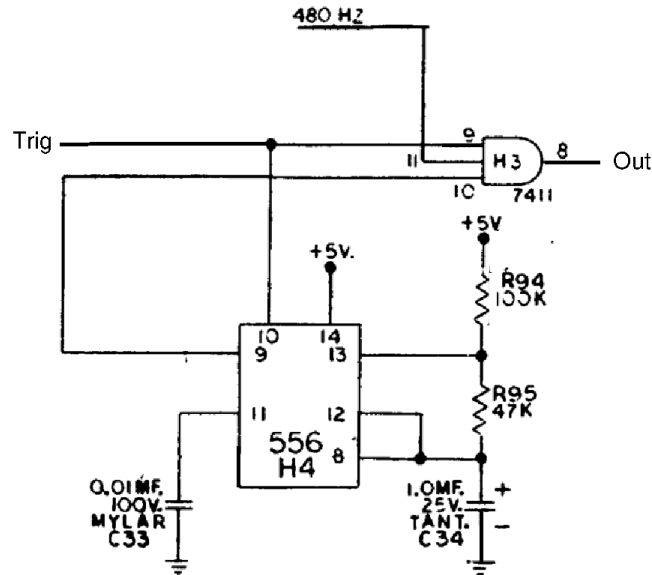 480 HZ
Trig
9
11
10
H3
8
7411
Out
+5V
+5V.
R94
100K
10
14
9
13
R95
47K
11
12
556
8
H4
0.01MF.
100V.
MYLAR
C33
1.0MF.
25V.
TANT.
C34
+
-